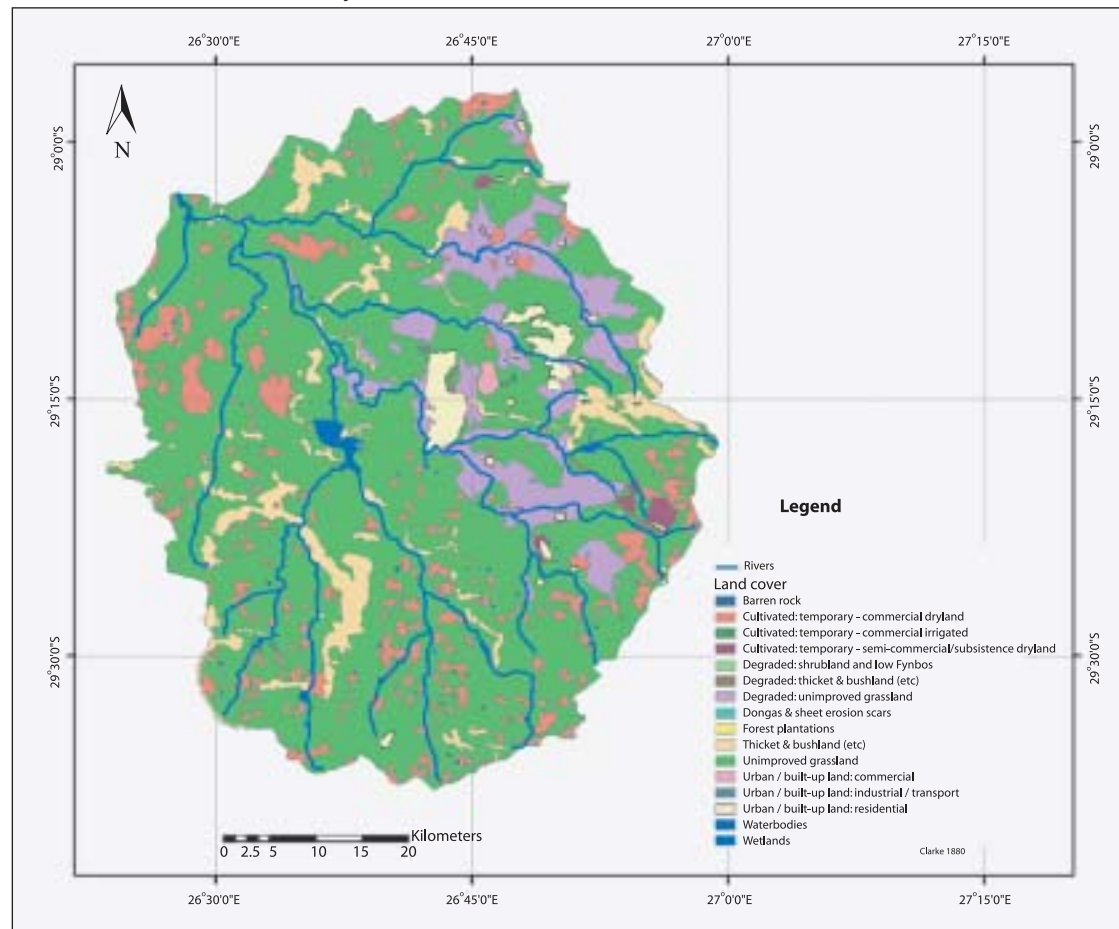 26°30'0"E 26°45'0"E 27°0'0"E 27°15'0"E
N
29°0'0"S 29°0'0"S
29°15'0"S 29°15'0"S
29°30'0"S 29°30'0"S
Legend
Rivers
Land cover
Barren rock
Cultivated: temporary - commercial dryland
Cultivated: temporary - commercial irrigated
Cultivated: temporary - semi-commercial/subsistence dryland
Degraded: shrubland and low Fynbos
Degraded: thicket & bushland (etc)
Degraded: unimproved grassland
Dongas & sheet erosion scars
Forest plantations
Thicket & bushland (etc)
Unimproved grassland
Urban / built-up land: commercial
Urban / built-up land: industrial / transport
Urban / built-up land: residential
Waterbodies
Wetlands
Clarke 1880
Kilometers
0 2.5 5 10 15 20
26°30'0"E 26°45'0"E 27°0'0"E 27°15'0"E